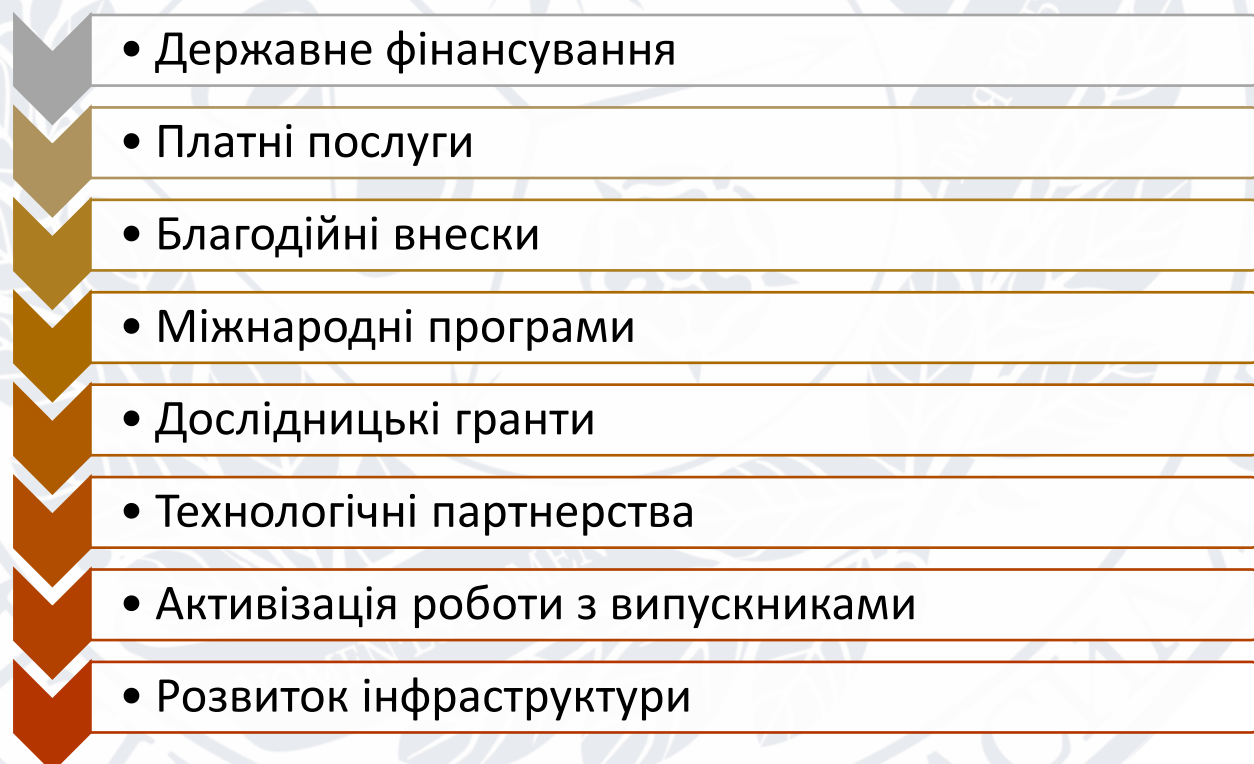 • Державне фінансування
• Платні послуги
• Благодійні внески
• Міжнародні програми
• Дослідницькі гранти
• Технологічні партнерства
• Активізація роботи з випускниками
• Розвиток інфраструктури